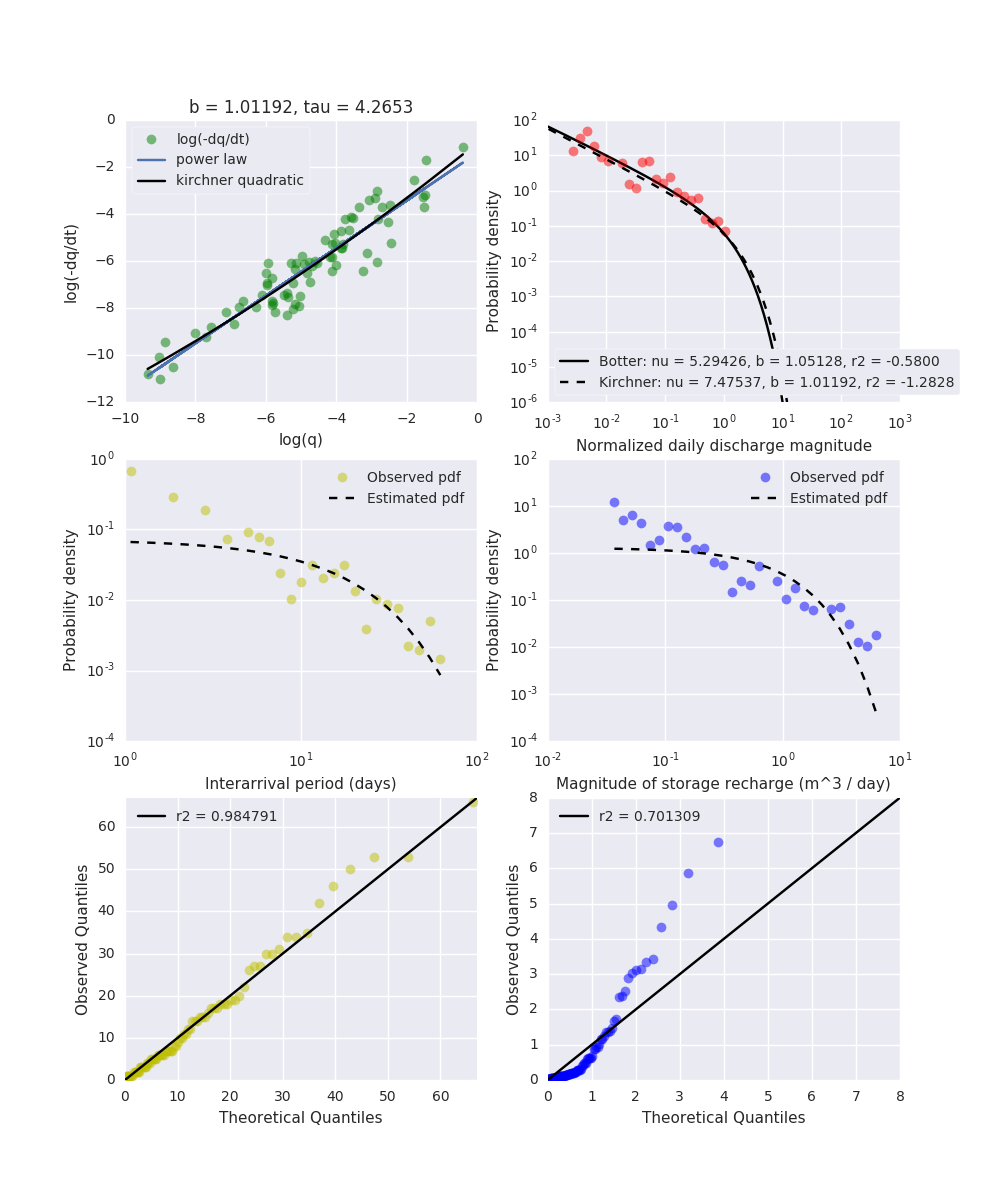 b = 1.01192, tau = 4.2653
0
−2
−4
−6
−8
−10
−12
log(-dq/dt)
log(-dq/dt)
power law
kirchner quadratic
−10 −8 −6 −4 −2 0
log(q)
10^2
10^1
10^0
10^-1
10^-2
10^-3
10^-4
10^-5
10^-6
Probability density
Botter: nu = 5.29426, b = 1.05128, r2 = -0.5800
Kirchner: nu = 7.47537, b = 1.01192, r2 = -1.2828
10^-3 10^-2 10^-1 10^0 10^1 10^2 10^3
Normalized daily discharge magnitude
10^0
10^-1
10^-2
10^-3
10^-4
Probability density
Observed pdf
Estimated pdf
10^0 10^1 10^2
Interarrival period (days)
10^2
10^1
10^0
10^-1
10^-2
10^-3
10^-4
Probability density
Observed pdf
Estimated pdf
10^-2 10^-1 10^0 10^1
Magnitude of storage recharge (m^3 / day)
60
50
40
30
20
10
0
Observed Quantiles
r2 = 0.984791
0 10 20 30 40 50 60
Theoretical Quantiles
8
7
6
5
4
3
2
1
0
Observed Quantiles
r2 = 0.701309
0 1 2 3 4 5 6 7 8
Theoretical Quantiles